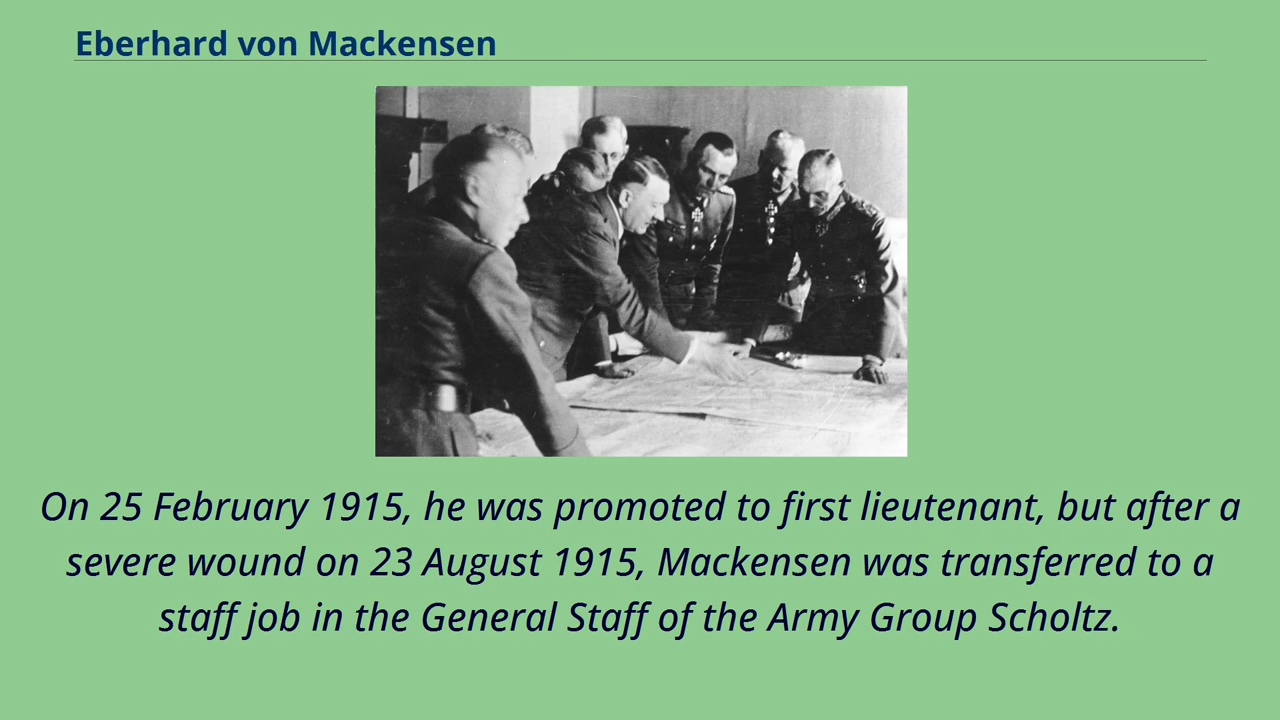 Eberhard von Mackensen
On 25 February 1915, he was promoted to first lieutenant, but after a
severe wound on 23 August 1915, Mackensen was transferred to a
staff job in the General Staff of the Army Group Scholtz.